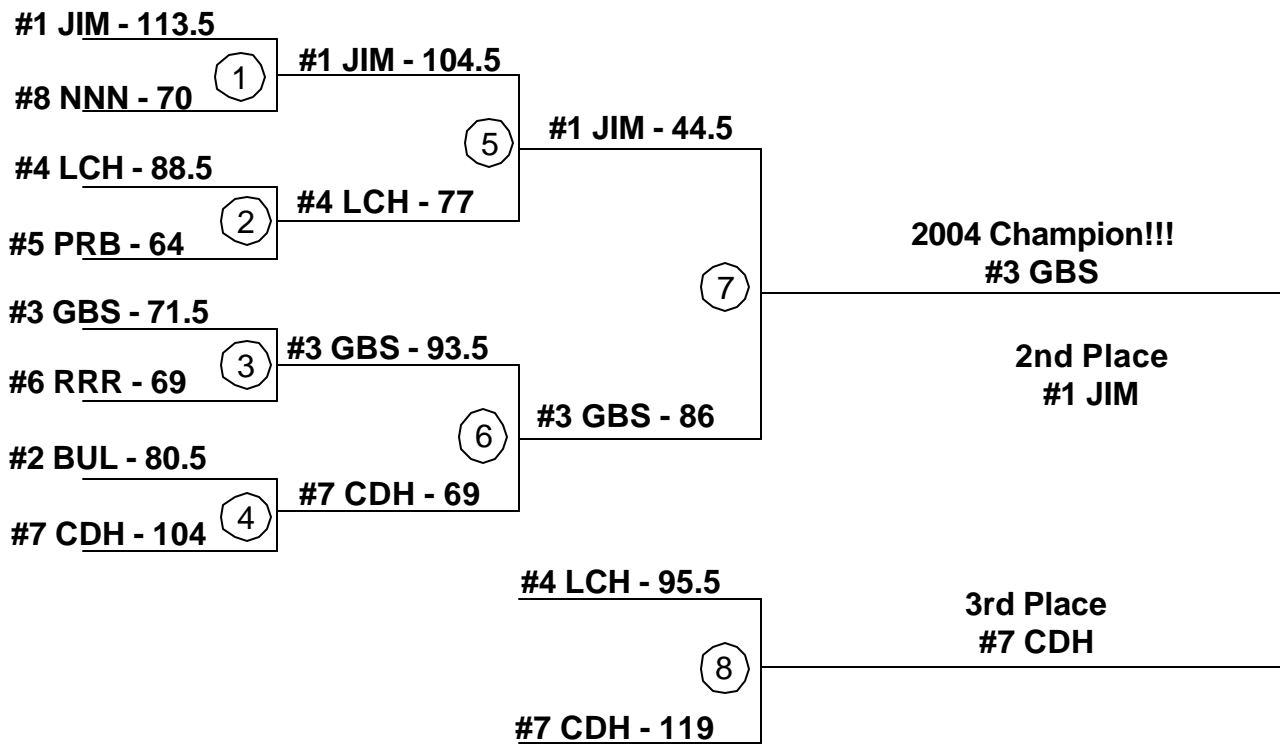 #1 JIM - 113.5
1
#8 NNN - 70
#4 LCH - 88.5
2
#5 PRB - 64
#3 GBS - 71.5
3
#6 RRR - 69
#2 BUL - 80.5
4
#7 CDH - 104
#1 JIM - 104.5
5
#4 LCH - 77
#3 GBS - 93.5
6
#7 CDH - 69
#1 JIM - 44.5
7
#3 GBS - 86
2004 Champion!!!
#3 GBS
2nd Place
#1 JIM
#4 LCH - 95.5
8
#7 CDH - 119
3rd Place
#7 CDH